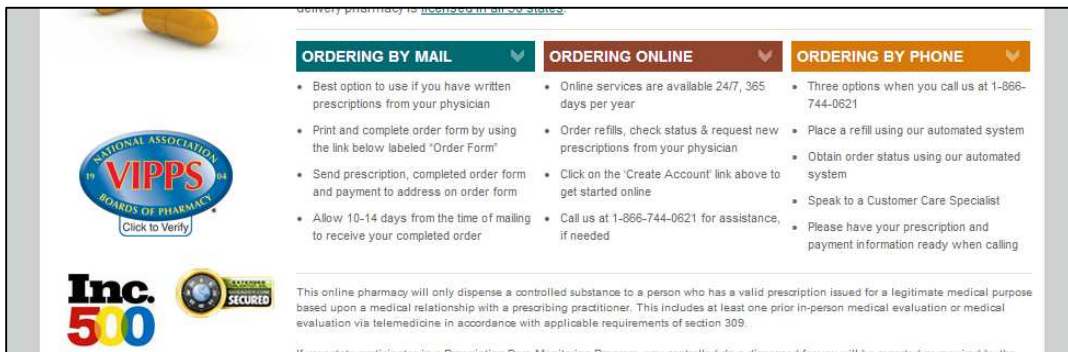 delivery pharmacy is licensed in all 50 states.
ORDERING BY MAIL
• Best option to use if you have written
prescriptions from your physician
• Print and complete order form by using
the link below labeled "Order Form"
• Send prescription, completed order form
and payment to address on order form
• Allow 10-14 days from the time of mailing
to receive your completed order
ORDERING ONLINE
• Online services are available 24/7, 365
days per year
• Order refills, check status & request new
prescriptions from your physician
• Click on the 'Create Account' link above to
get started online
• Call us at 1-866-744-0621 for assistance,
if needed
ORDERING BY PHONE
• Three options when you call us at 1-866-
744-0621
• Place a refill using our automated system
• Obtain order status using our automated
system
• Speak to a Customer Care Specialist
• Please have your prescription and
payment information ready when calling
NATIONAL ASSOCIATION
19 VIPPS 04
BOARDS OF PHARMACY
Click to Verify
Inc.
500
SECURED
This online pharmacy will only dispense a controlled substance to a person who has a valid prescription issued for a legitimate medical purpose
based upon a medical relationship with a prescribing practitioner. This includes at least one prior in-person medical evaluation or medical
evaluation via telemedicine in accordance with applicable requirements of section 309.